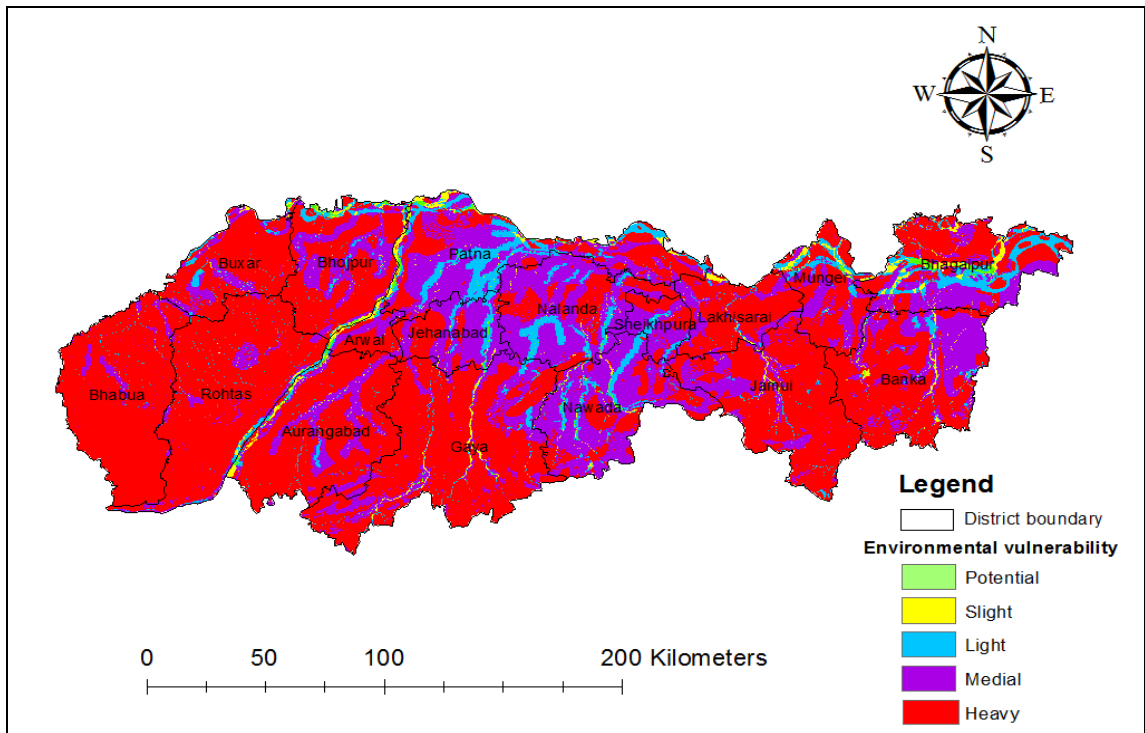 N
W E
S
Patna
Buxar
Bhojpur
Bhagalpur
Munger
Nalanda
Lakhisarai
Sheikhpura
Jehanabad
Arwal
Banka
Jamui
Bhabua
Rohtas
Nawada
Aurangabad
Gaya
Legend
District boundary
Environmental vulnerability
Potential
Slight
Light
Medial
Heavy
0 50 100 200 Kilometers